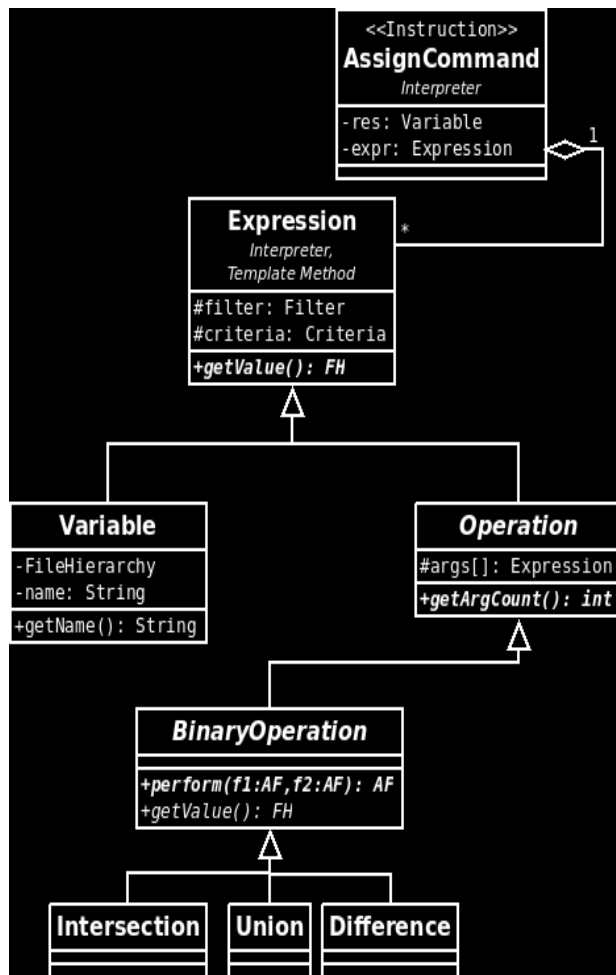 <<Instruction>>
AssignCommand
Interpreter
-res: Variable
-expr: Expression
1
*
Expression
Interpreter,
Template Method
#filter: Filter
#criteria: Criteria
+getValue(): FH
Variable
-FileHierarchy
-name: String
+getName(): String
Operation
#args[]: Expression
+getArgCount(): int
BinaryOperation
+perform(f1:AF,f2:AF): AF
+getValue(): FH
Intersection
Union
Difference